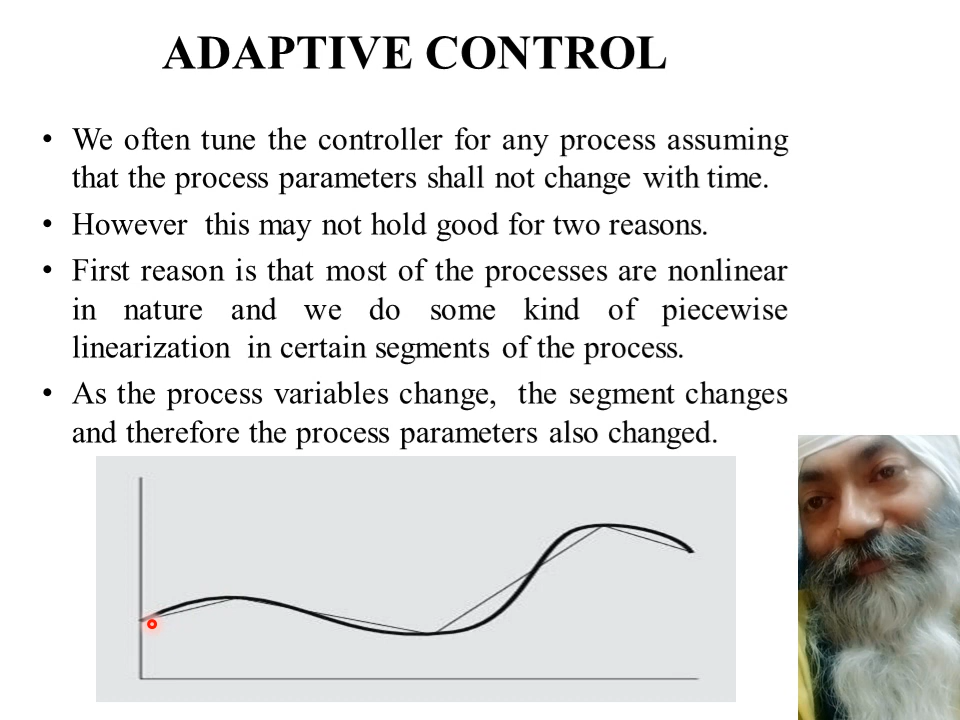 ADAPTIVE CONTROL
• We often tune the controller for any process assuming
that the process parameters shall not change with time.
• However this may not hold good for two reasons.
• First reason is that most of the processes are nonlinear
in nature and we do some kind of piecewise
linearization in certain segments of the process.
• As the process variables change, the segment changes
and therefore the process parameters also changed.